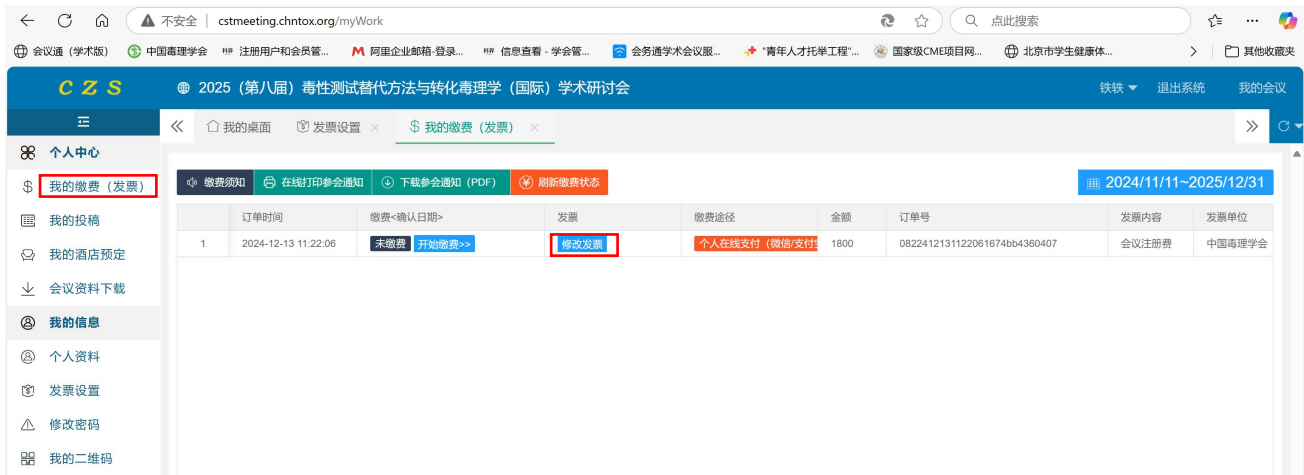 不安全 | cstmeeting.chntox.org/myWork
点此搜索
会议通（学术版） 中国毒理学会 注册用户和会员管... 阿里企业邮箱-登录... 信息查看 - 学会管... 会务通学术会议服... "青年人才托举工程"... 国家级CME项目网... 北京市学生健康体... 其他收藏夹
C Z S
2025（第八届）毒性测试替代方法与转化毒理学（国际）学术研讨会
铁轶 退出系统 我的会议
我的桌面 发票设置 × $ 我的缴费（发票） ×
个人中心
$ 我的缴费（发票）
我的投稿
我的酒店预定
会议资料下载
我的信息
个人资料
发票设置
修改密码
我的二维码
缴费须知 在线打印参会通知 下载参会通知（PDF） 刷新缴费状态
2024/11/11~2025/12/31
订单时间 缴费<确认日期> 发票 缴费途径 金额 订单号 发票内容 发票单位
1 2024-12-13 11:22:06 未缴费 开始缴费>> 修改发票 个人在线支付（微信/支付 1800 0822412131122061674bb4360407 会议注册费 中国毒理学会